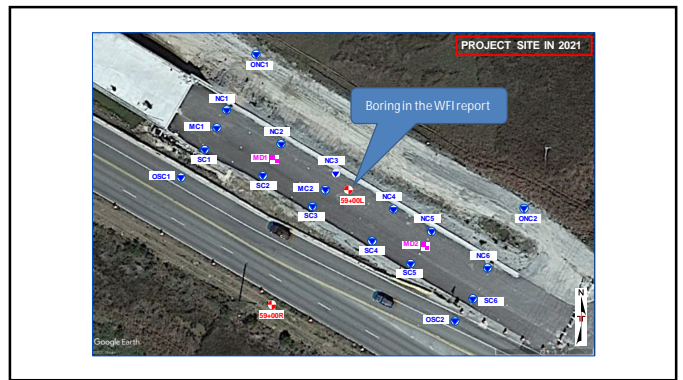 PROJECT SITE IN 2021
ONC1
NC1
Boring in the WFI report
MC1
NC2
SC1
MD1
NC3
OSC1
SC2
MC2
59+00L
NC4
SC3
ONC2
NC5
SC4
MD2
SC5
NC6
N
SC6
59+00R
OSC2
Google Earth